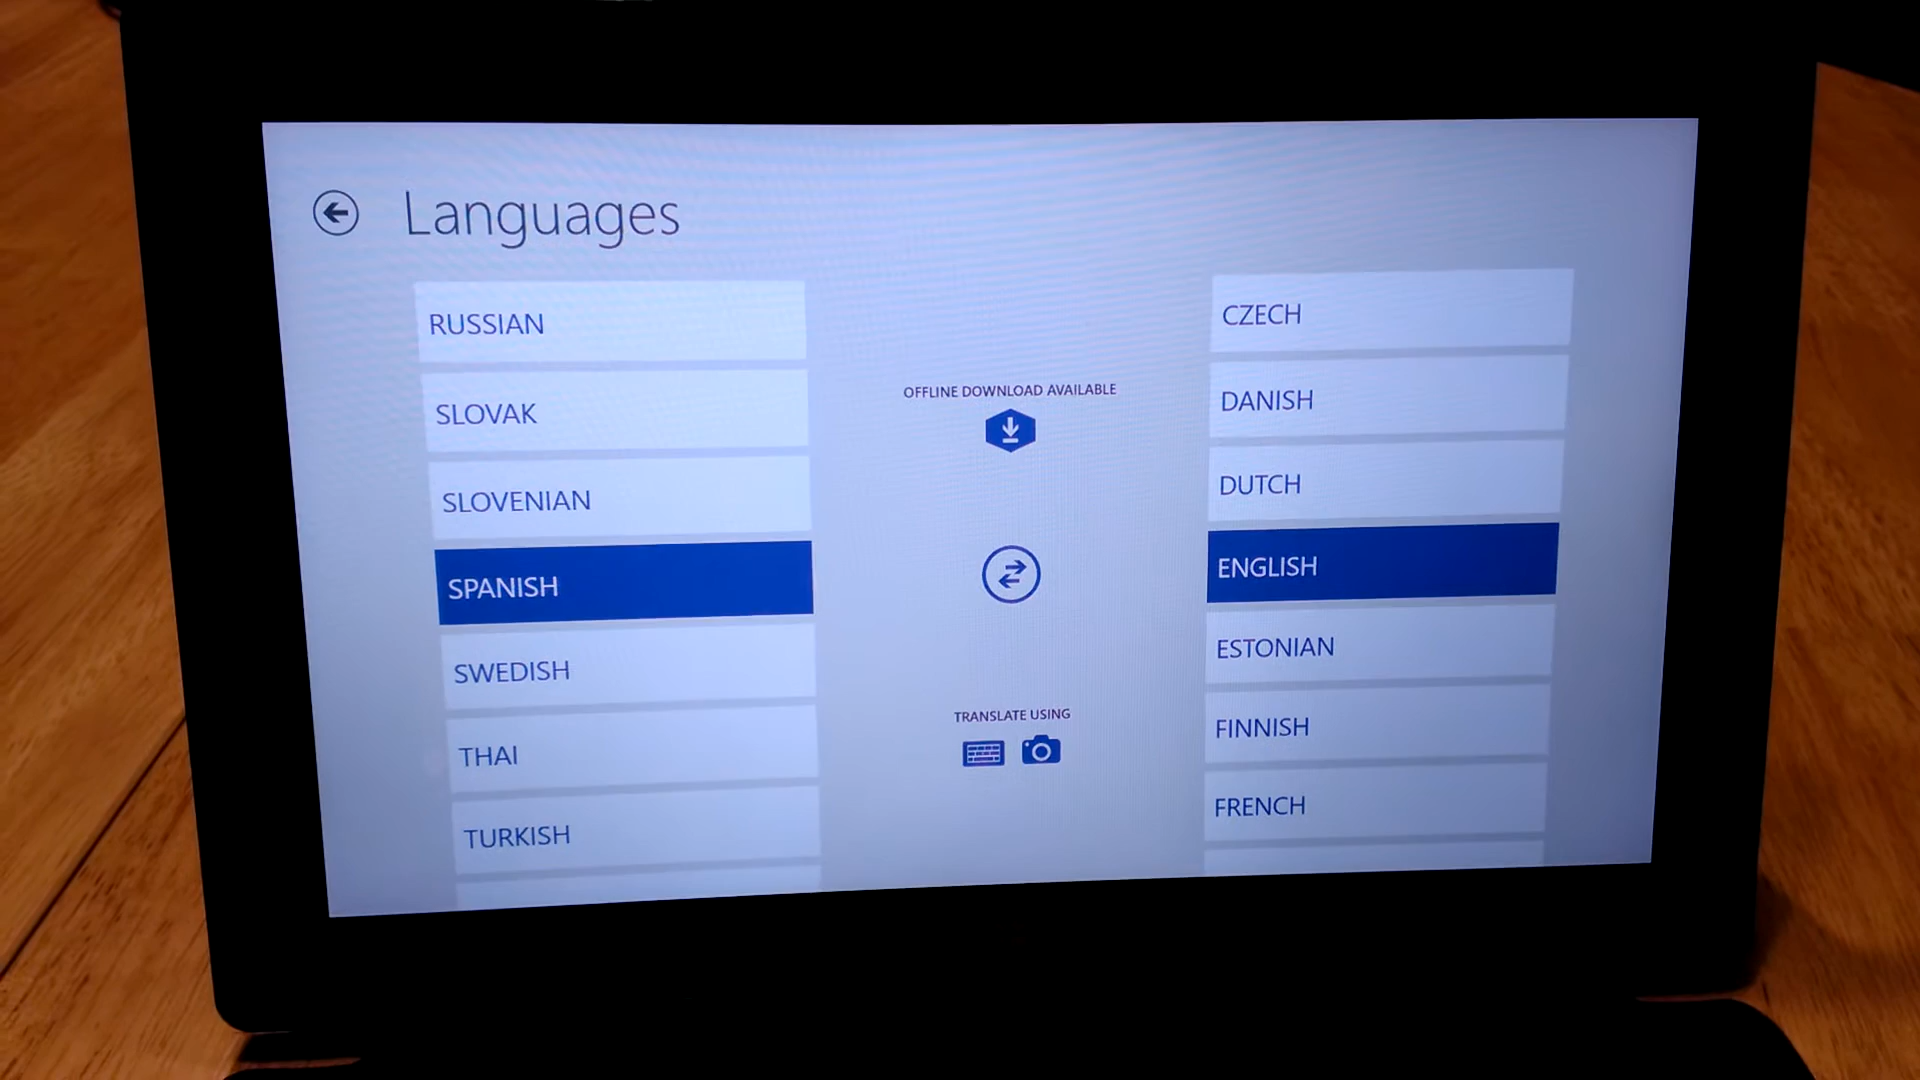 Languages
RUSSIAN
SLOVAK
SLOVENIAN
SPANISH
SWEDISH
THAI
TURKISH
OFFLINE DOWNLOAD AVAILABLE
TRANSLATE USING
CZECH
DANISH
DUTCH
ENGLISH
ESTONIAN
FINNISH
FRENCH